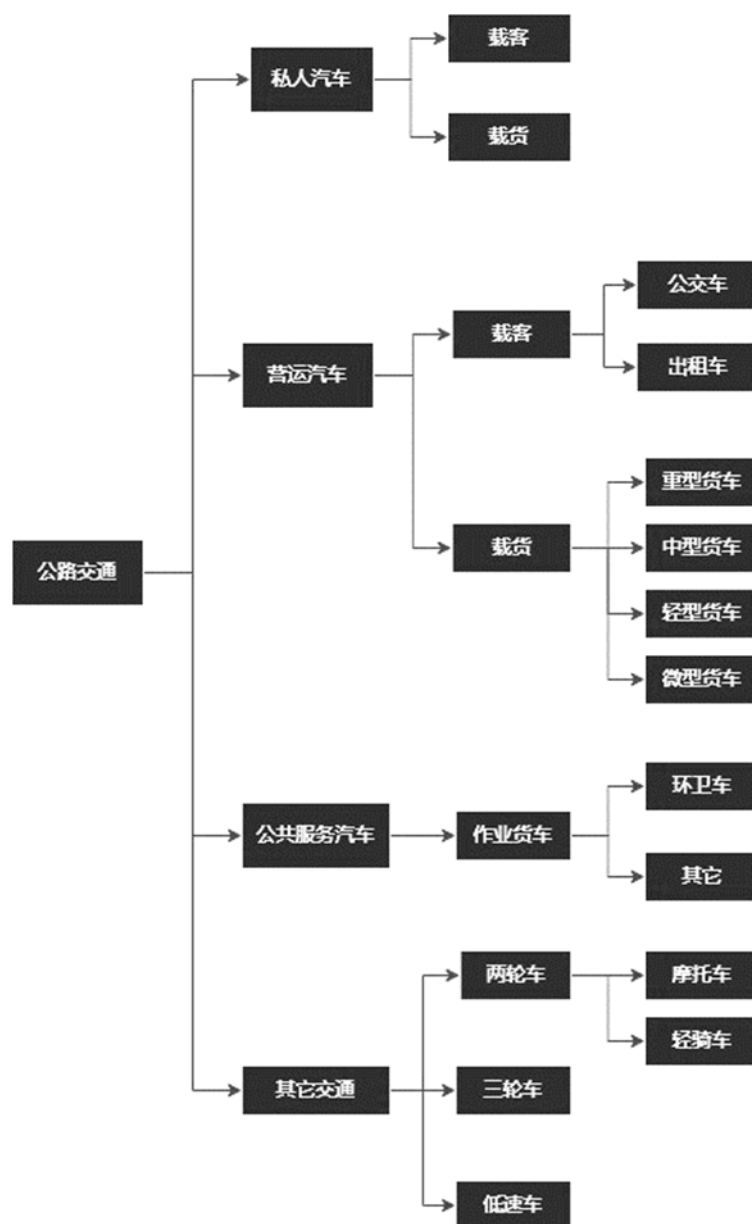 公路交通
私人汽车
载客
载货
营运汽车
载客
公交车
出租车
载货
重型货车
中型货车
轻型货车
微型货车
公共服务汽车
作业货车
环卫车
其它
其它交通
两轮车
摩托车
轻骑车
三轮车
低速车